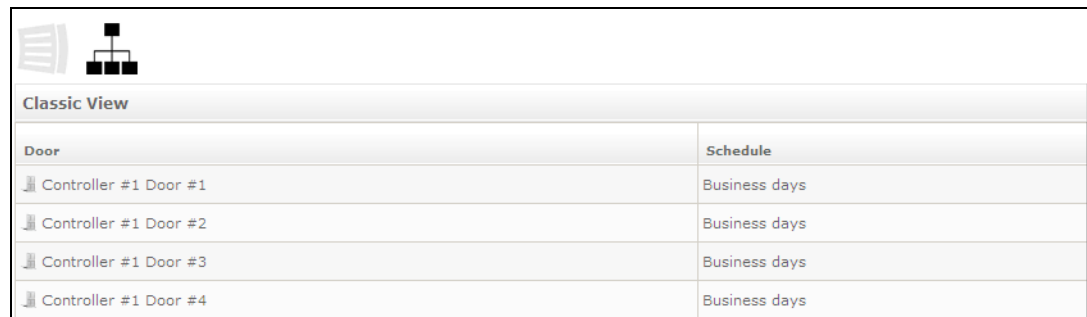 Classic View
Door Schedule
Controller #1 Door #1 Business days
Controller #1 Door #2 Business days
Controller #1 Door #3 Business days
Controller #1 Door #4 Business days